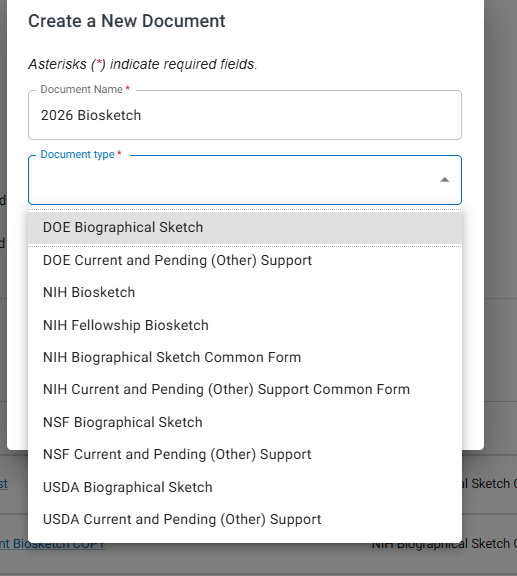 Create a New Document
Asterisks (*) indicate required fields.
Document Name *
2026 Biosketch
Document type *
DOE Biographical Sketch
DOE Current and Pending (Other) Support
NIH Biosketch
NIH Fellowship Biosketch
NIH Biographical Sketch Common Form
NIH Current and Pending (Other) Support Common Form
NSF Biographical Sketch
NSF Current and Pending (Other) Support
USDA Biographical Sketch
USDA Current and Pending (Other) Support
Sketch
Biosketch COPY NIH Biographical Sketch